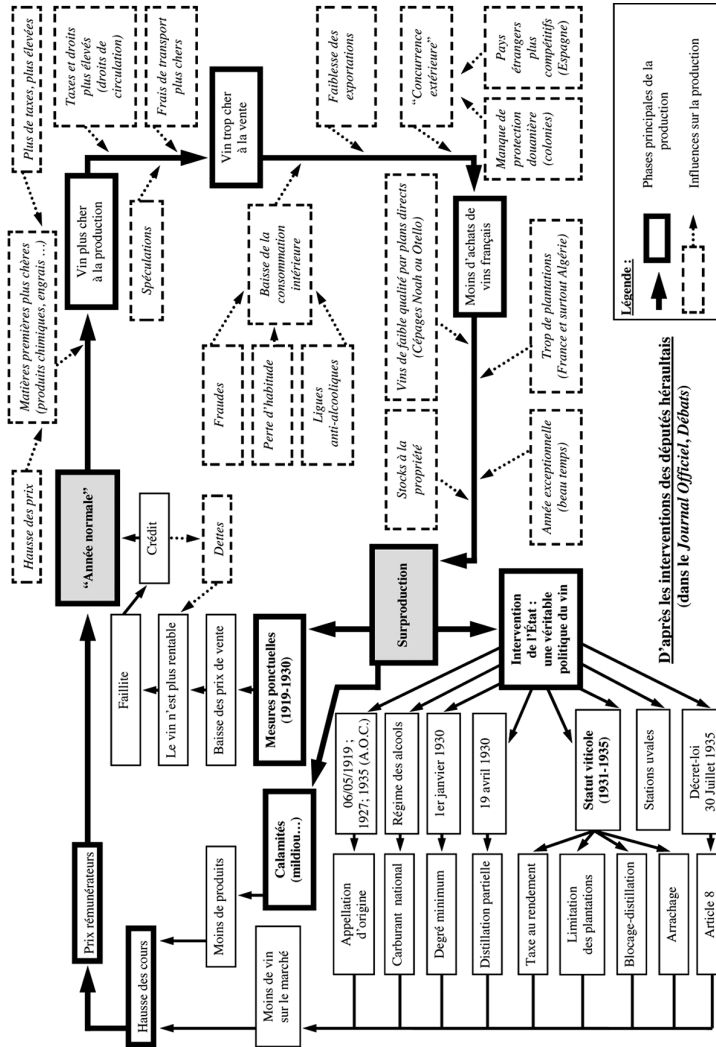 Hausse des cours
Prix rémunérateurs
Hausse des prix
Matières premières plus chères
(produits chimiques, engrais ...)
Plus de taxes, plus élevées
“Année normale”
Vin plus cher
à la production
Taxes et droits
plus élevés
(droits de
circulation)
Spéculations
Frais de transport
plus chers
Vin trop cher
à la vente
Moins de vin
sur le marché
Moins de produits
Calamités
(mildiou…)
Faillite
Le vin n'est plus rentable
Baisse des prix de vente
Mesures ponctuelles
(1919-1930)
Crédit
Dettes
Fraudes
Perte d'habitude
Ligues
anti-alcooliques
Baisse de la
consommation
intérieure
Faiblesse des
exportations
“Concurrence
extérieure”
Manque de
protection
douanière
(colonies)
Pays
étrangers
plus
compétitifs
(Espagne)
Surproduction
Stocks à la
propriété
Vins de faible qualité par plans directs
(Cépages Noah ou Otello)
Moins d'achats de
vins français
Année exceptionnelle
(beau temps)
Trop de plantations
(France et surtout Algérie)
Intervention
de l'État :
une véritable
politique du vin
Appellation
d'origine
06/05/1919 ;
1927; 1935 (A.O.C.)
Carburant national
Régime des alcools
Degré minimum
1er janvier 1930
Distillation partielle
19 avril 1930
Taxe au rendement
Limitation
des plantations
Blocage-distillation
Arrachage
Statut viticole
(1931-1935)
Stations uvales
Article 8
Décret-loi
30 Juillet 1935
D'après les interventions des députés héraultais
(dans le Journal Officiel, Débats)
Légende :
Phases principales de la
production
Influences sur la production